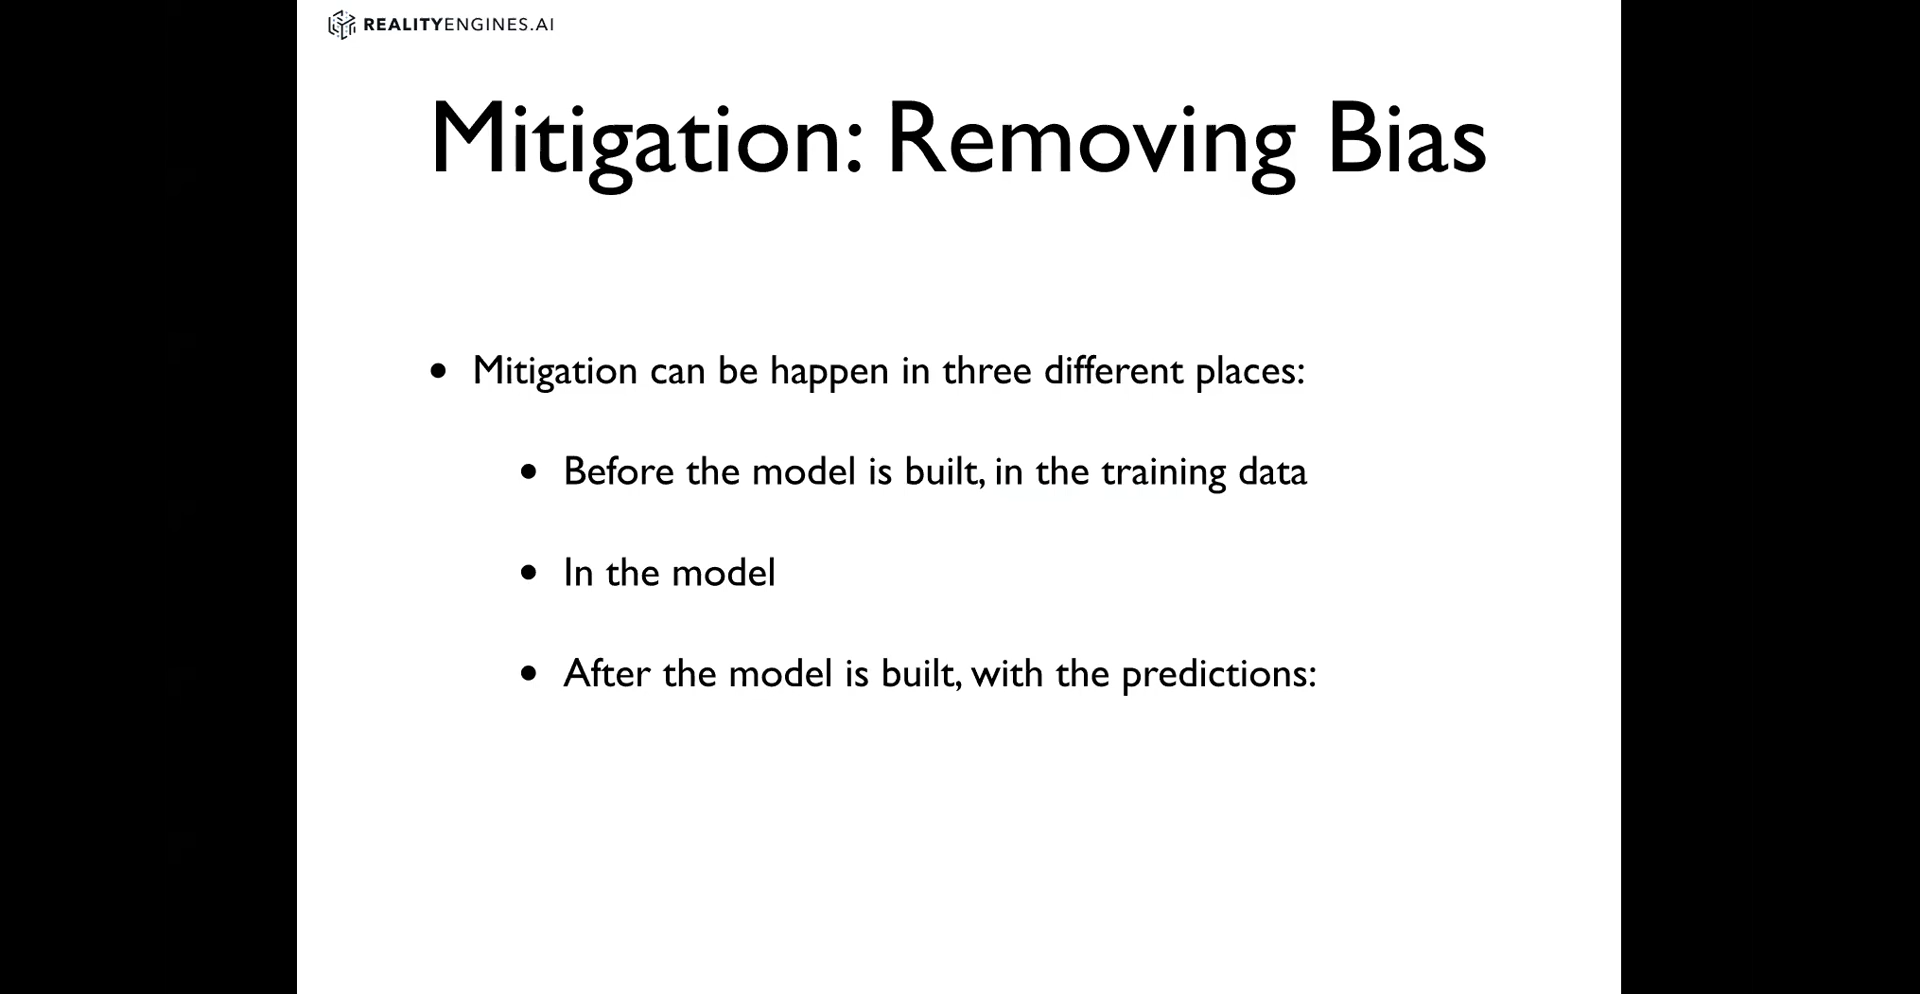 REALITYENGINES.AI
Mitigation: Removing Bias
• Mitigation can be happen in three different places:
• Before the model is built, in the training data
• In the model
• After the model is built, with the predictions: